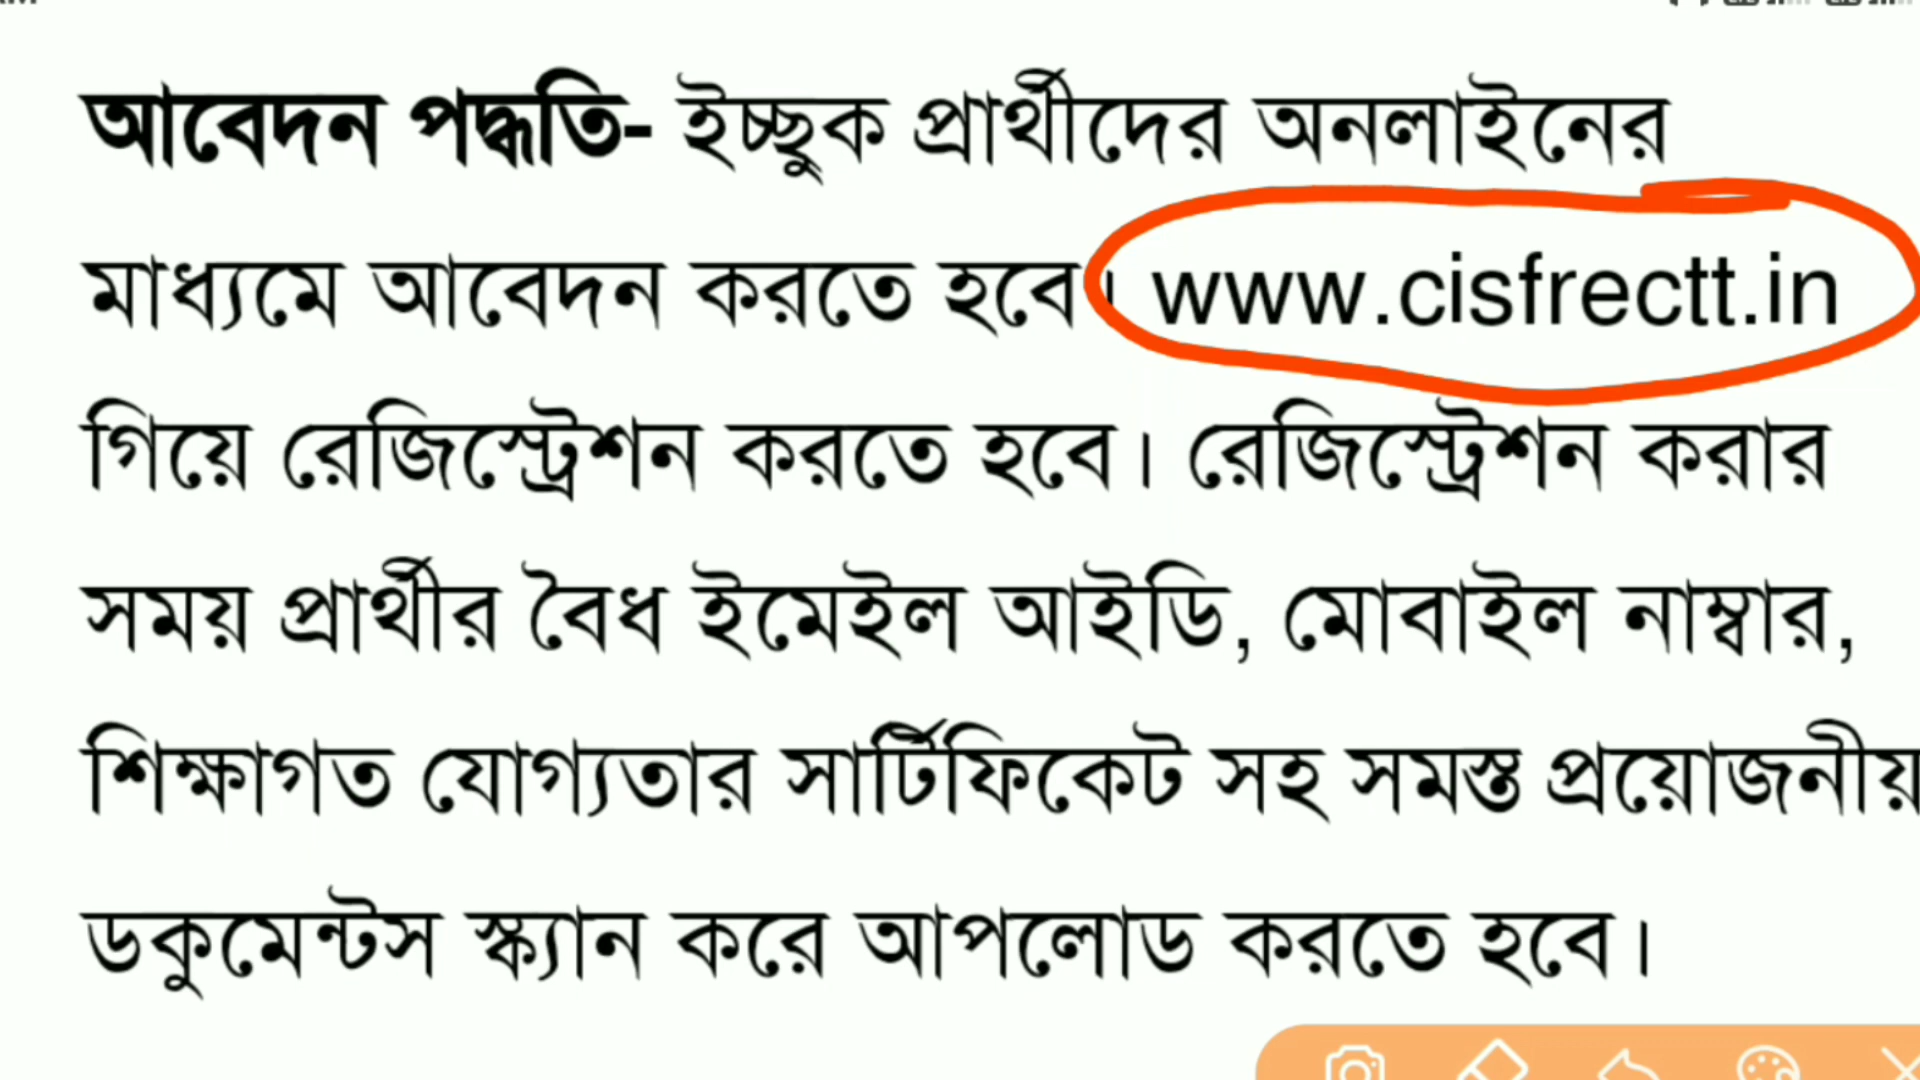 আবেদন পদ্ধতি- ইচ্ছুক প্রার্থীদের অনলাইনের
মাধ্যমে আবেদন করতে হবে। www.cisfrectt.in
গিয়ে রেজিস্ট্রেশন করতে হবে। রেজিস্ট্রেশন করার
সময় প্রার্থীর বৈধ ইমেইল আইডি, মোবাইল নাম্বার,
শিক্ষাগত যোগ্যতার সার্টিফিকেট সহ সমস্ত প্রয়োজনীয়
ডকুমেন্টস স্ক্যান করে আপলোড করতে হবে।